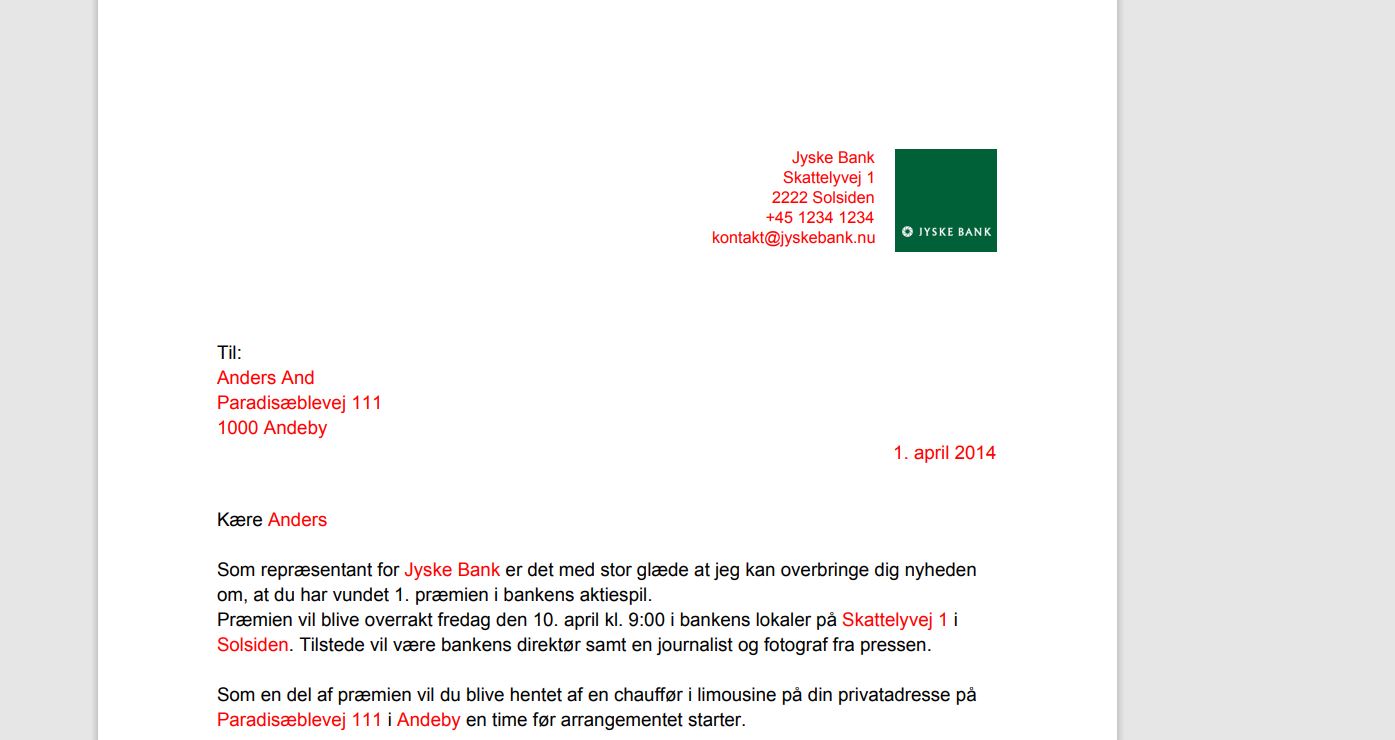 Jyske Bank
Skattelyvej 1
2222 Solsiden
+45 1234 1234
kontakt@jyskebank.nu
JYSKE BANK
Til:
Anders And
Paradisæblevej 111
1000 Andeby
1. april 2014
Kære Anders
Som repræsentant for Jyske Bank er det med stor glæde at jeg kan overbringe dig nyheden
om, at du har vundet 1. præmien i bankens aktiespil.
Præmien vil blive overrakt fredag den 10. april kl. 9:00 i bankens lokaler på Skattelyvej 1 i
Solsiden. Tilstede vil være bankens direktør samt en journalist og fotograf fra pressen.
Som en del af præmien vil du blive hentet af en chauffør i limousine på din privatadresse på
Paradisæblevej 111 i Andeby en time før arrangementet starter.